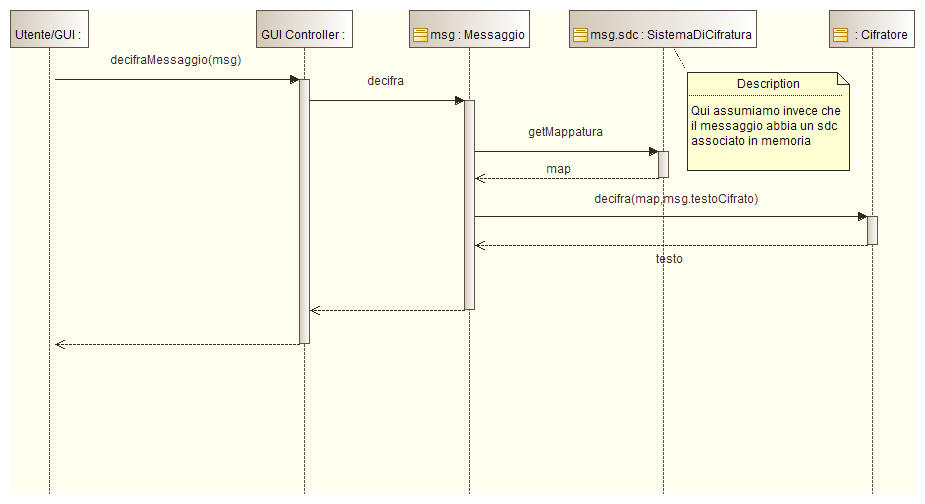 Utente/GUI :
GUI Controller :
msg : Messaggio
msg.sdc : SistemaDiCifratura
: Cifratore
decifraMessaggio(msg)
decifra
Description
Qui assumiamo invece che
il messaggio abbia un sdc
associato in memoria
getMappatura
map
decifra(map,msg.testoCifrato)
testo